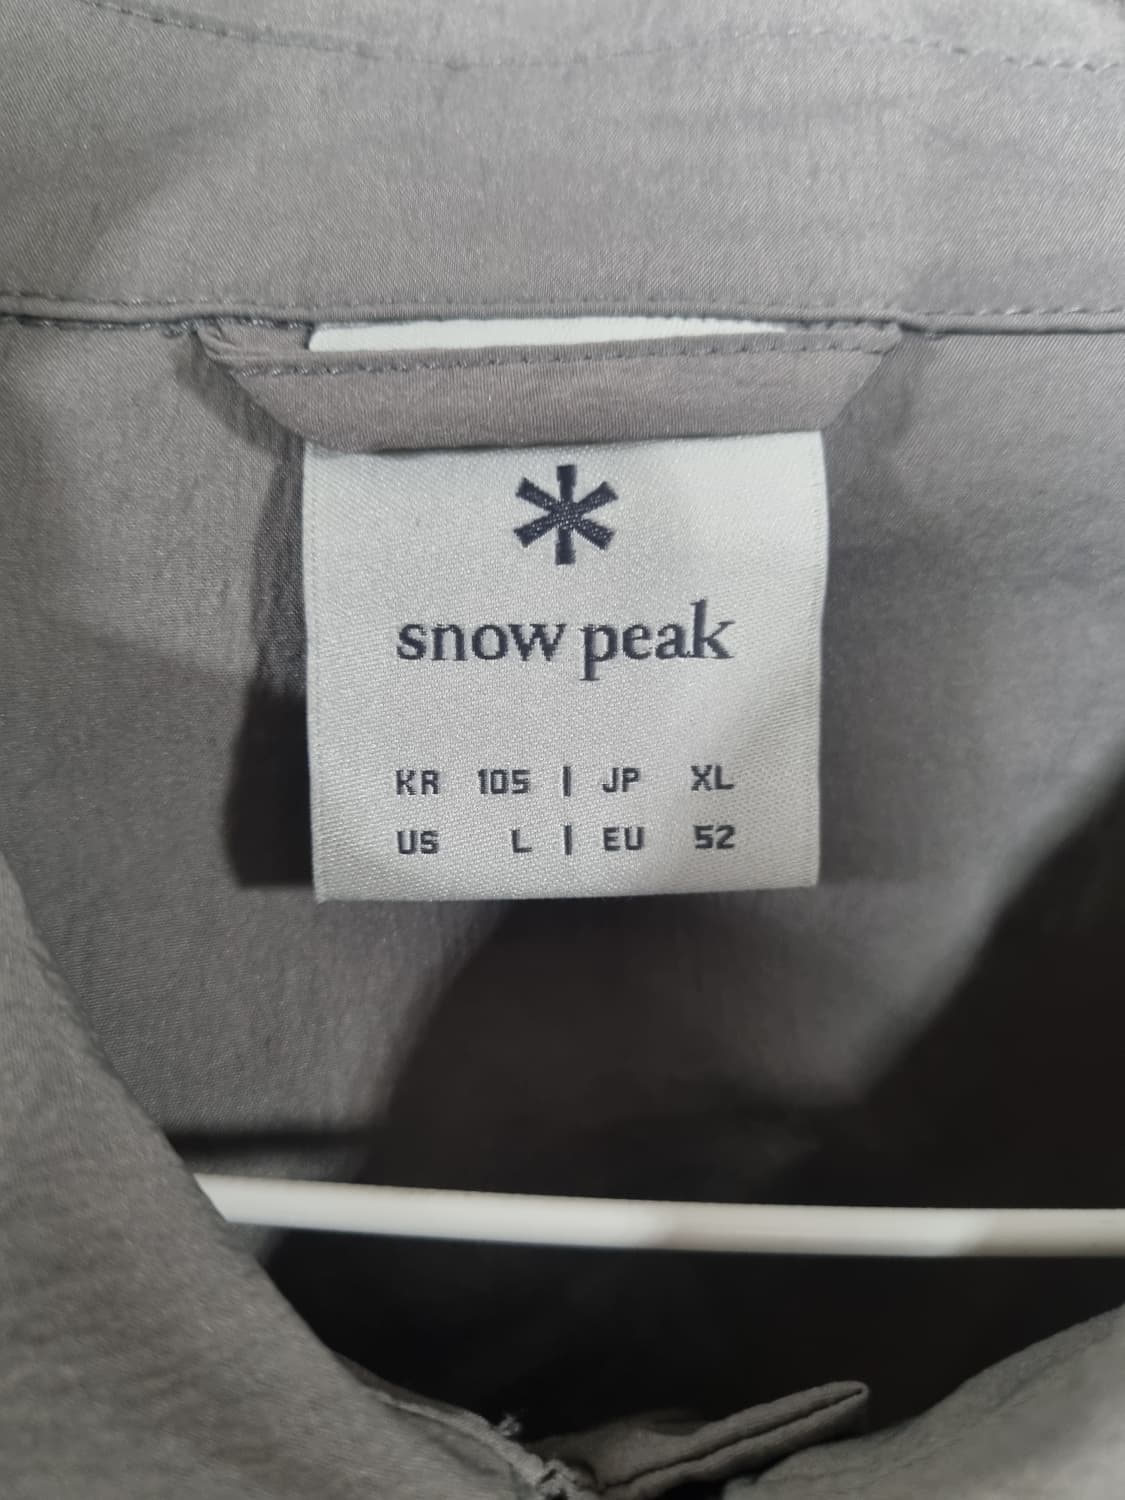 snow peak
KR 105 | JP XL
US L | EU 52